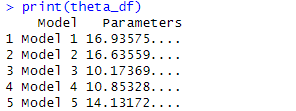 > print(theta_df)
Model Parameters
1 Model 1 16.93575....
2 Model 2 16.63559....
3 Model 3 10.17369....
4 Model 4 10.85328....
5 Model 5 14.13172....